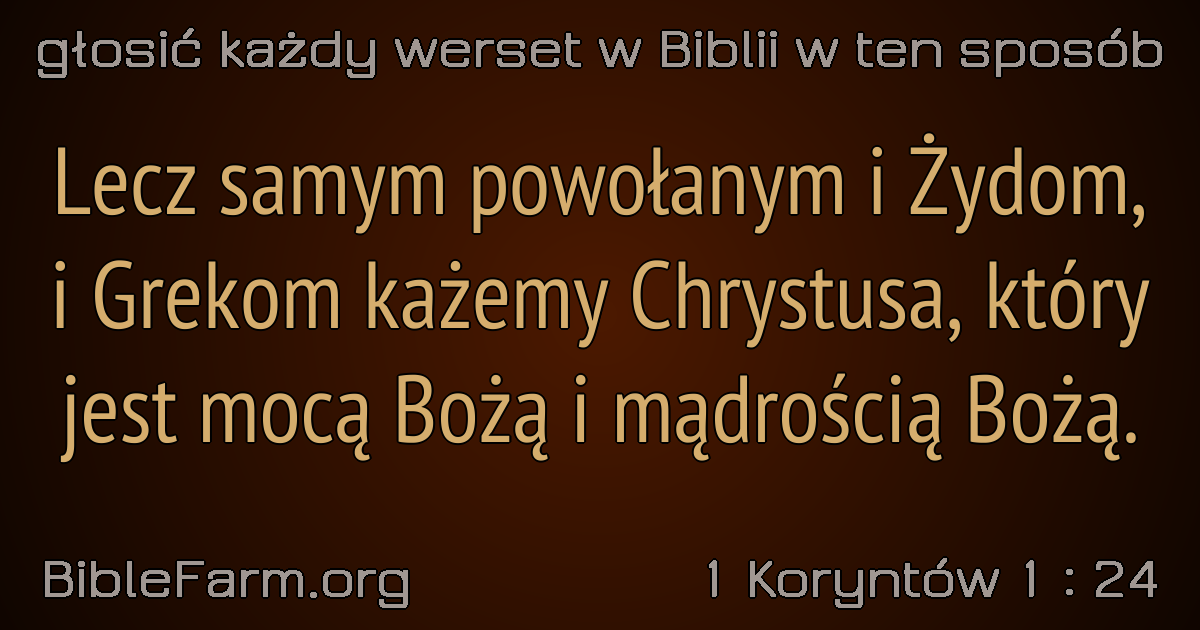 głosić każdy werset w Biblii w ten sposób
Lecz samym powołanym i Żydom,
i Grekom każemy Chrystusa, który
jest mocą Bożą i mądrością Bożą.
BibleFarm.org
1 Koryntów 1 : 24